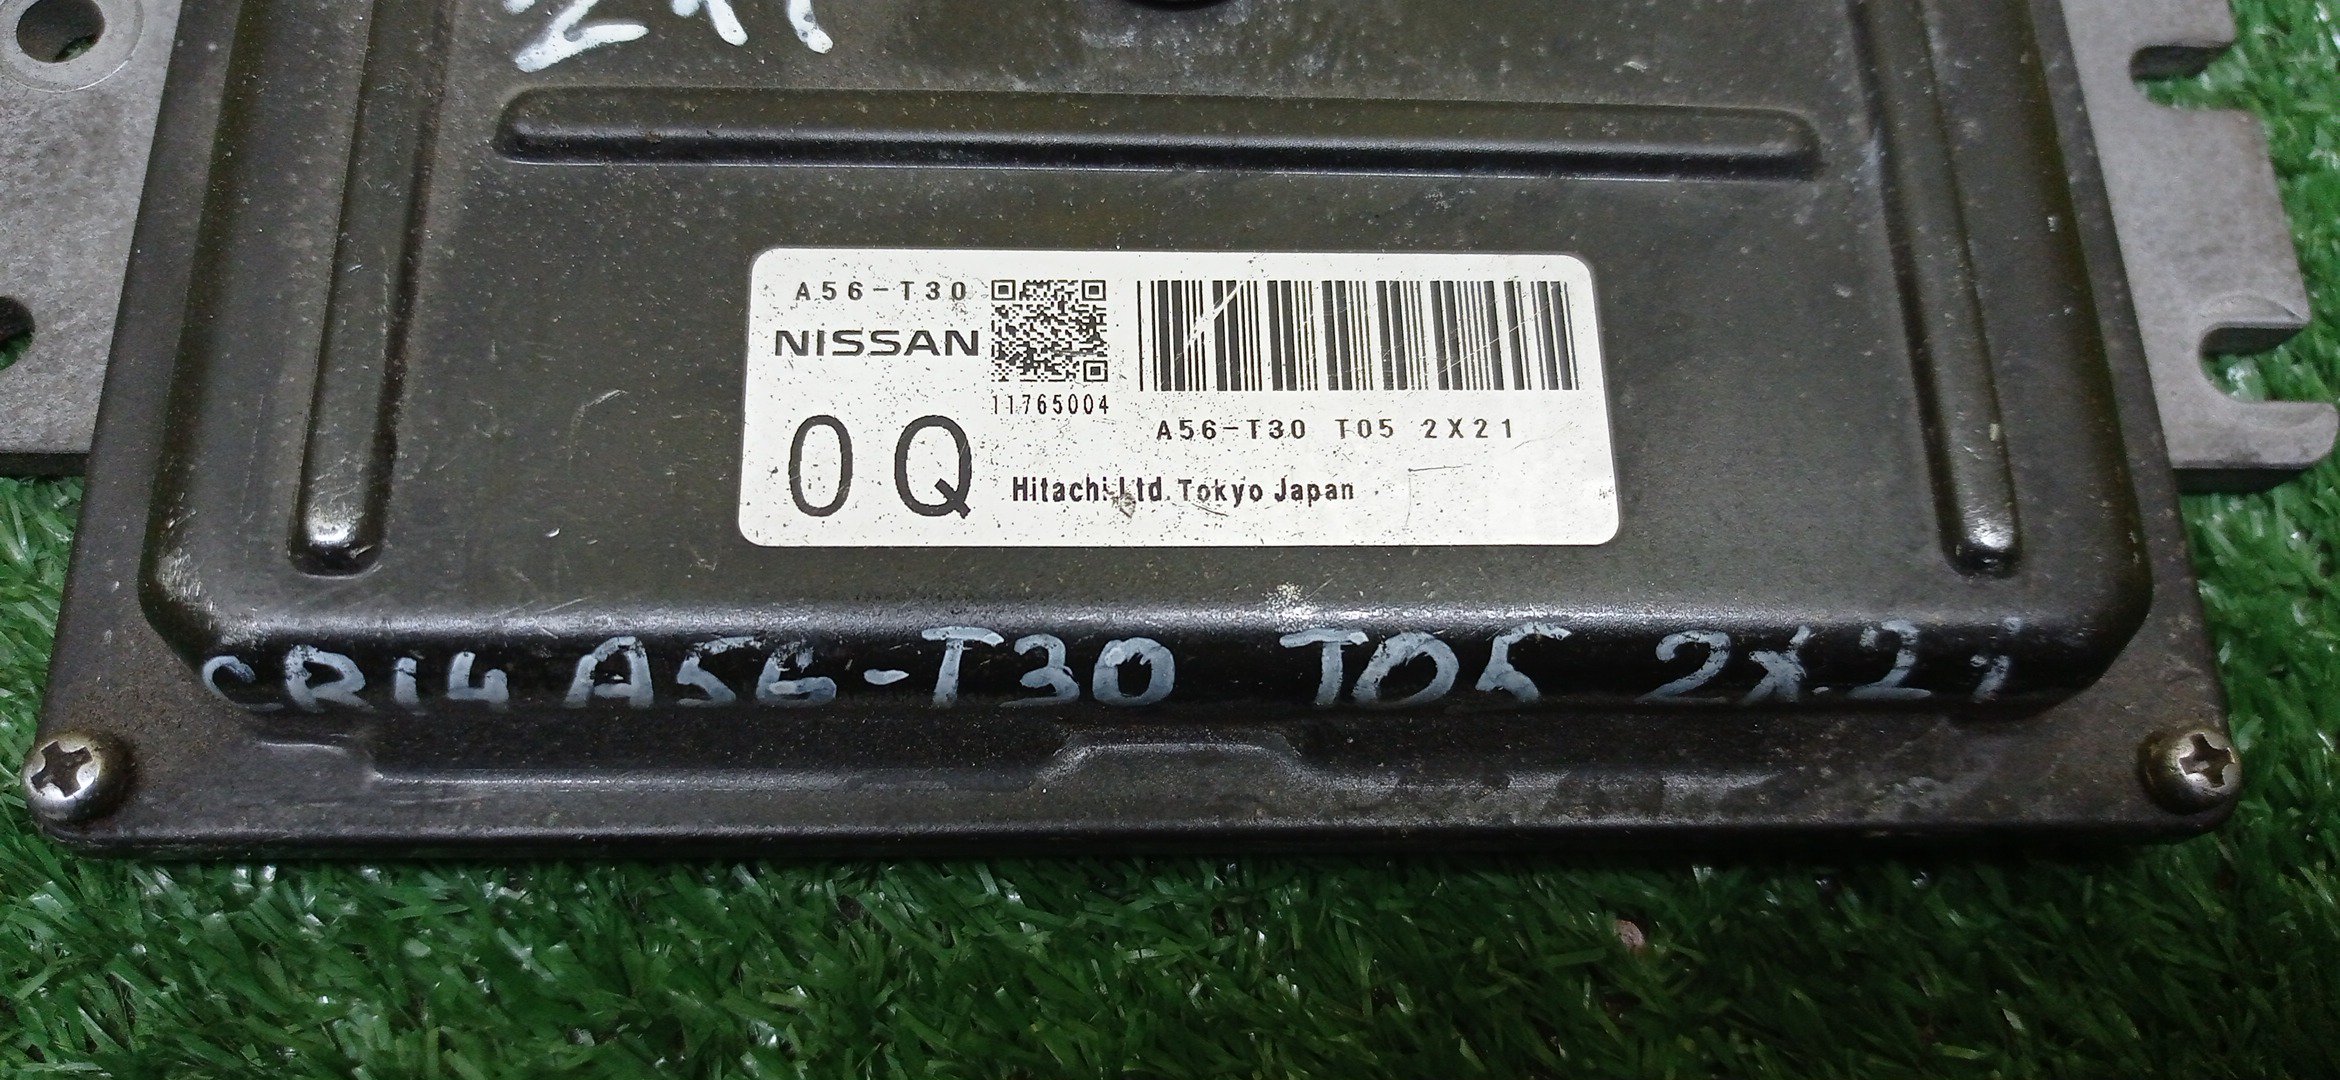 A56-T30
NISSAN
11765004
0Q
A56-T30 T05 2X21
Hitachi Ltd. Tokyo Japan
CR14 A56-T30 T05 2X21